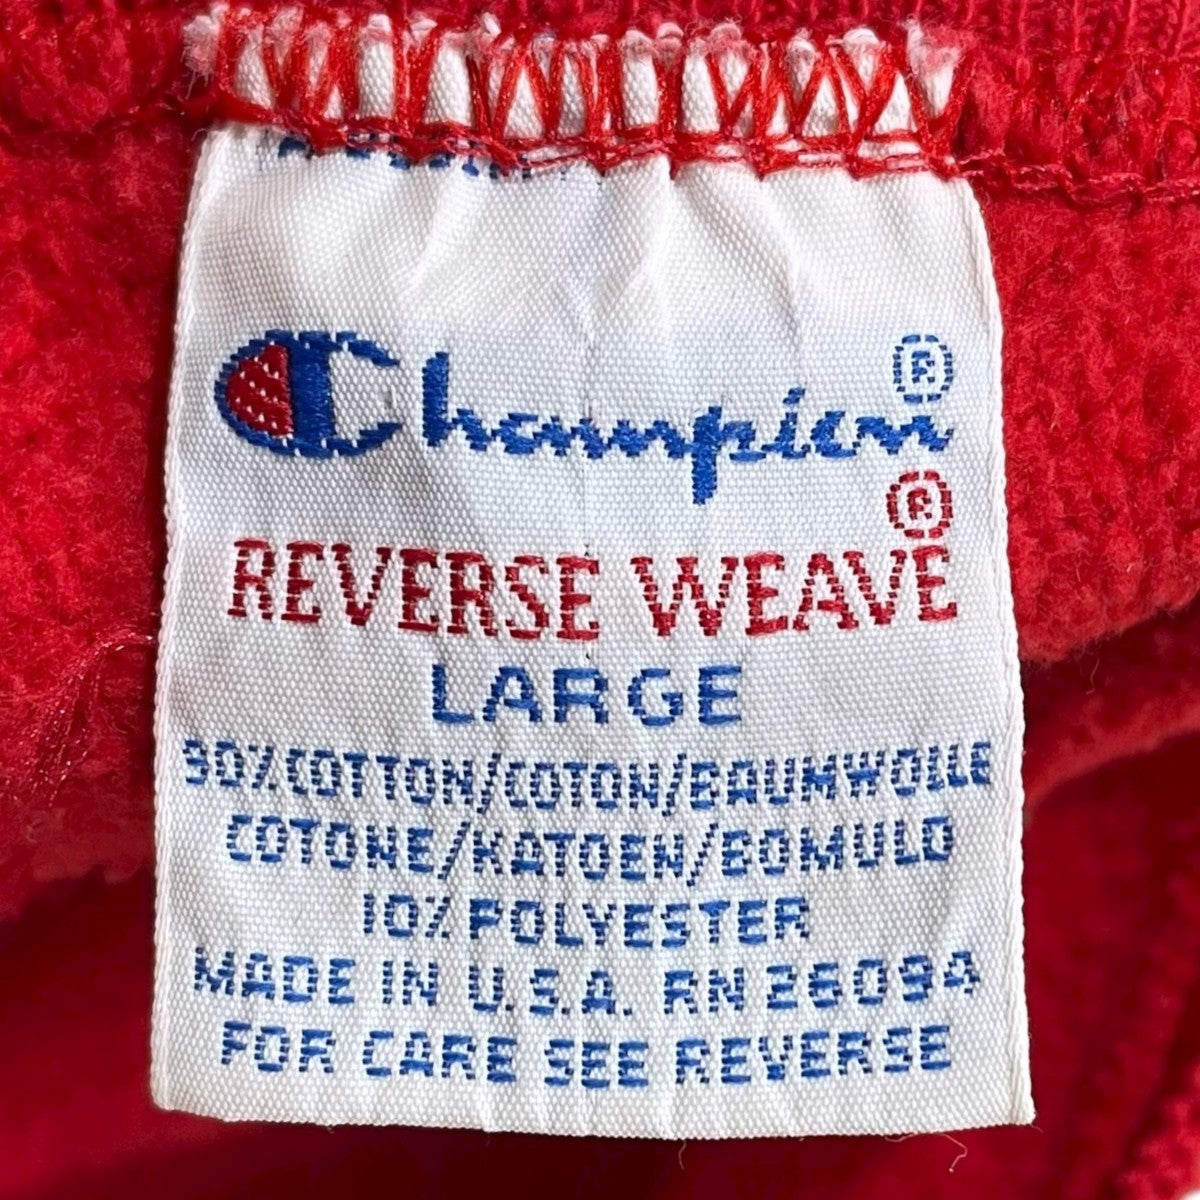 Champion®
®
REVERSE WEAVE
LARGE
90% COTTON/COTON/BAUMWOLLE
COTONE/KATOEN/BOMULD
10% POLYESTER
MADE IN U.S.A. RN 26094
FOR CARE SEE REVERSE